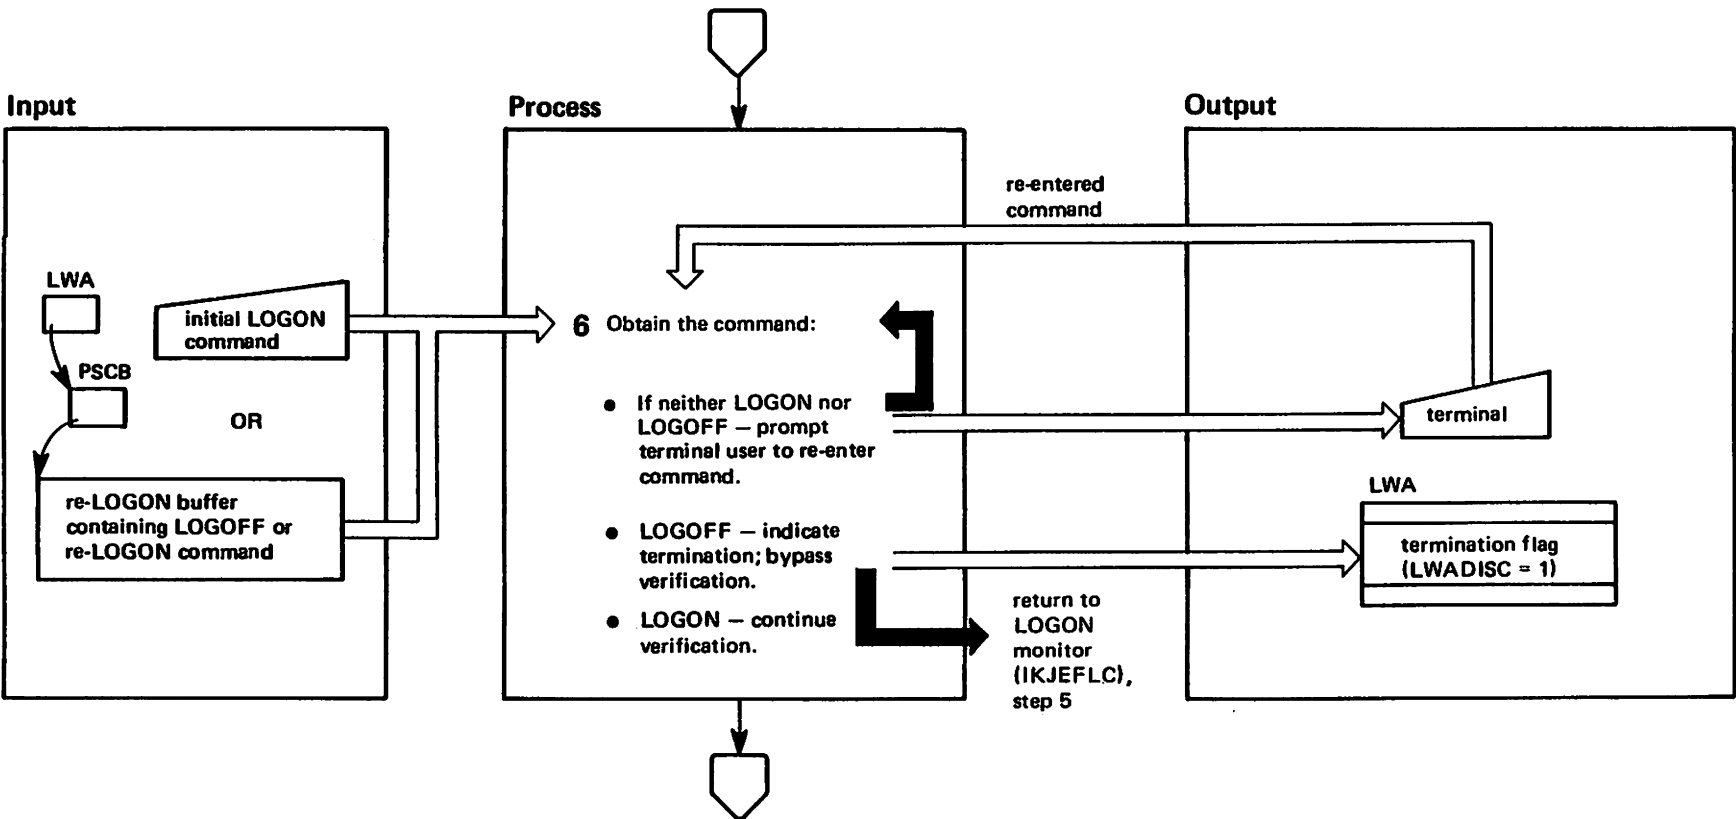 Input
Process
Output
re-entered
command
LWA
initial LOGON
command
6 Obtain the command:
PSCB
OR
● If neither LOGON nor
LOGOFF – prompt
terminal user to re-enter
command.
terminal
re-LOGON buffer
containing LOGOFF or
re-LOGON command
● LOGOFF – indicate
termination; bypass
verification.
● LOGON – continue
verification.
LWA
termination flag
(LWADISC = 1)
return to
LOGON
monitor
(IKJEFLC),
step 5